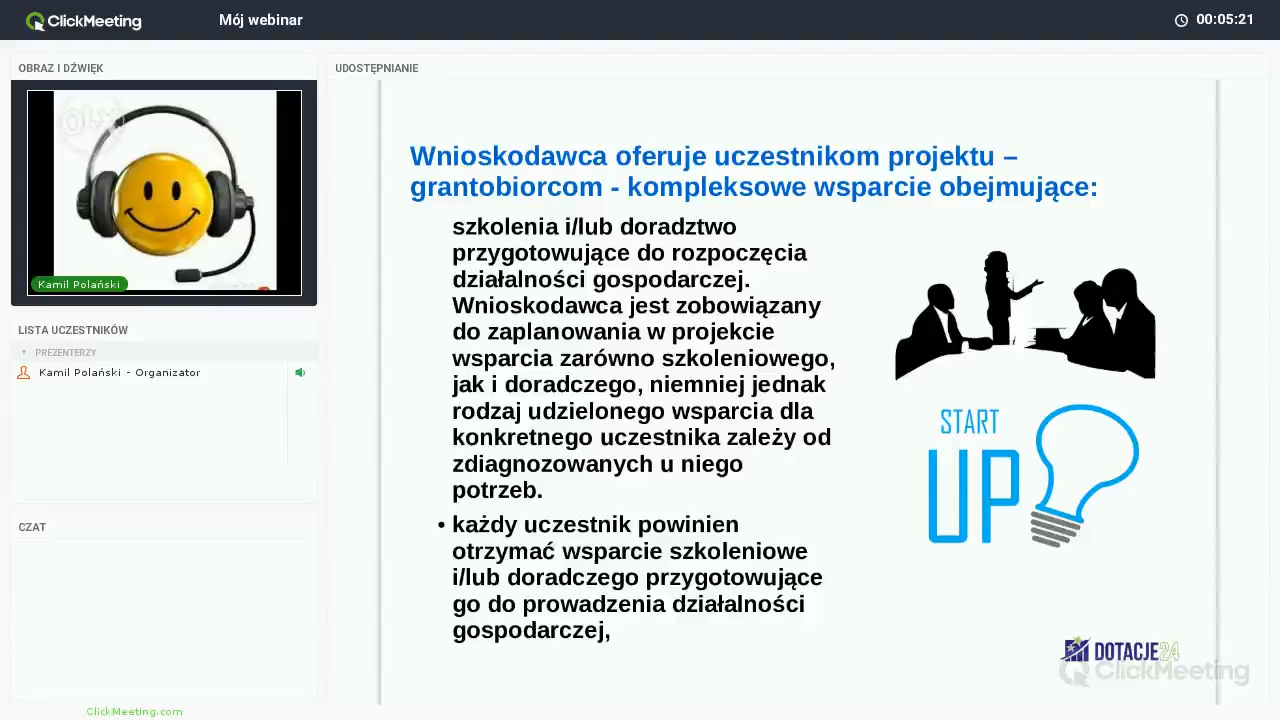 ClickMeeting
Mój webinar
00:05:21
OBRAZ I DŹWIĘK
OLX
Kamil Polański
LISTA UCZESTNIKÓW
PREZENTERZY
Kamil Polański - Organizator
CZAT
ClickMeeting.com
UDOSTĘPNIANIE
Wnioskodawca oferuje uczestnikom projektu –
grantobiorcom - kompleksowe wsparcie obejmujące:
szkolenia i/lub doradztwo
przygotowujące do rozpoczęcia
działalności gospodarczej.
Wnioskodawca jest zobowiązany
do zaplanowania w projekcie
wsparcia zarówno szkoleniowego,
jak i doradczego, niemniej jednak
rodzaj udzielonego wsparcia dla
konkretnego uczestnika zależy od
zdiagnozowanych u niego
potrzeb.
• każdy uczestnik powinien
otrzymać wsparcie szkoleniowe
i/lub doradczego przygotowujące
go do prowadzenia działalności
gospodarczej,
START
UP
DOTACJE24
ClickMeeting